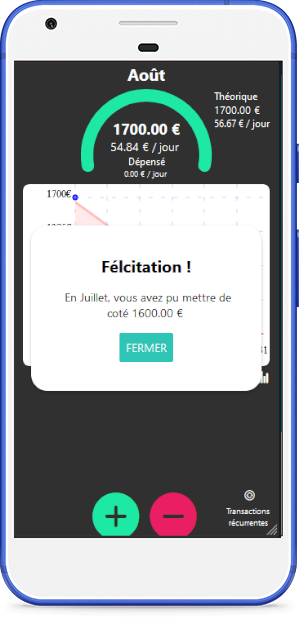 Août
Théorique
1700.00 €
56.67 € / jour
1700.00 €
54.84 € / jour
Dépensé
0.00 € / jour
1700€
Félcitation !
En Juillet, vous avez pu mettre de
coté 1600.00 €
FERMER
Transactions
récurrentes